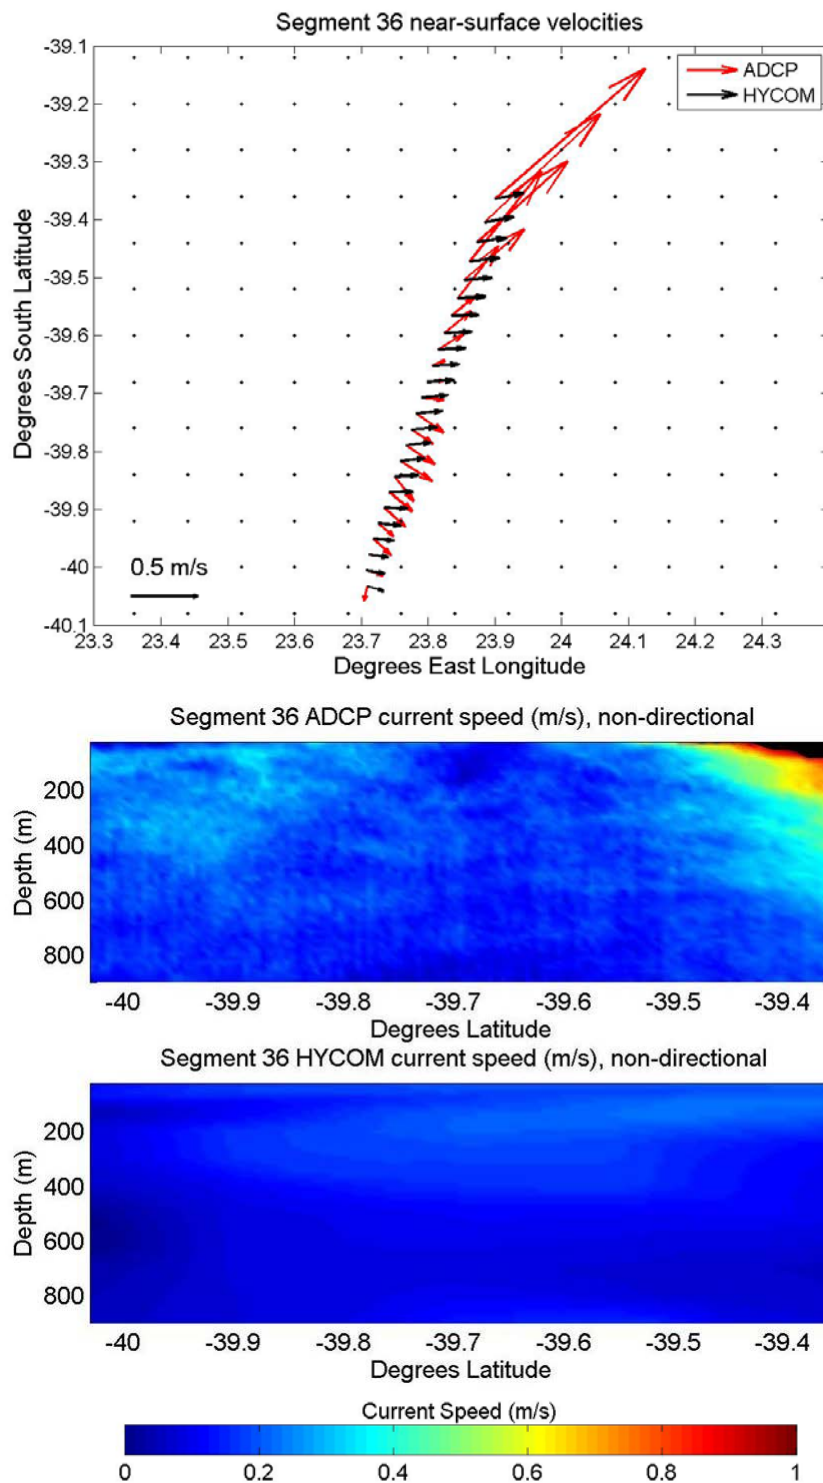 Segment 36 near-surface velocities
-39.1
-39.2
-39.3
-39.4
-39.5
-39.6
-39.7
-39.8
-39.9
-40
-40.1
Degrees South Latitude
ADCP
HYCOM
0.5 m/s
23.3 23.4 23.5 23.6 23.7 23.8 23.9 24 24.1 24.2 24.3
Degrees East Longitude
Segment 36 ADCP current speed (m/s), non-directional
200
400
600
800
Depth (m)
-40 -39.9 -39.8 -39.7 -39.6 -39.5 -39.4
Degrees Latitude
Segment 36 HYCOM current speed (m/s), non-directional
200
400
600
800
Depth (m)
-40 -39.9 -39.8 -39.7 -39.6 -39.5 -39.4
Degrees Latitude
Current Speed (m/s)
0 0.2 0.4 0.6 0.8 1